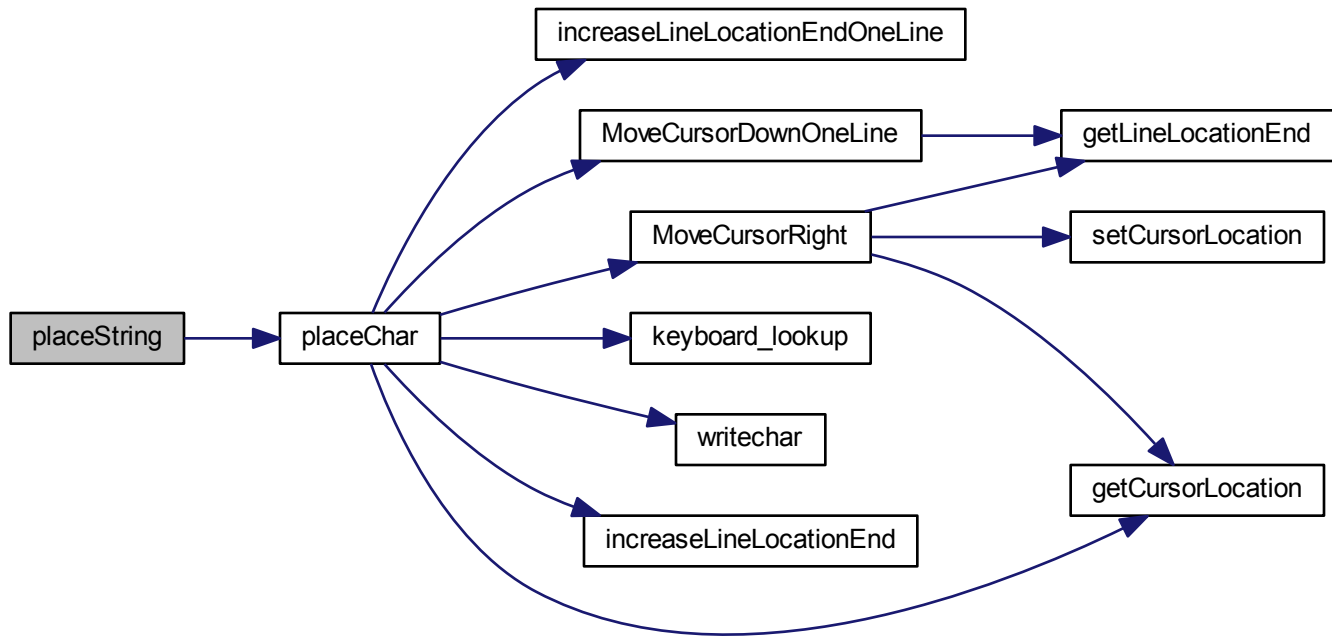 increaseLineLocationEndOneLine
MoveCursorDownOneLine
getLineLocationEnd
MoveCursorRight
setCursorLocation
placeString
placeChar
keyboard_lookup
writechar
getCursorLocation
increaseLineLocationEnd